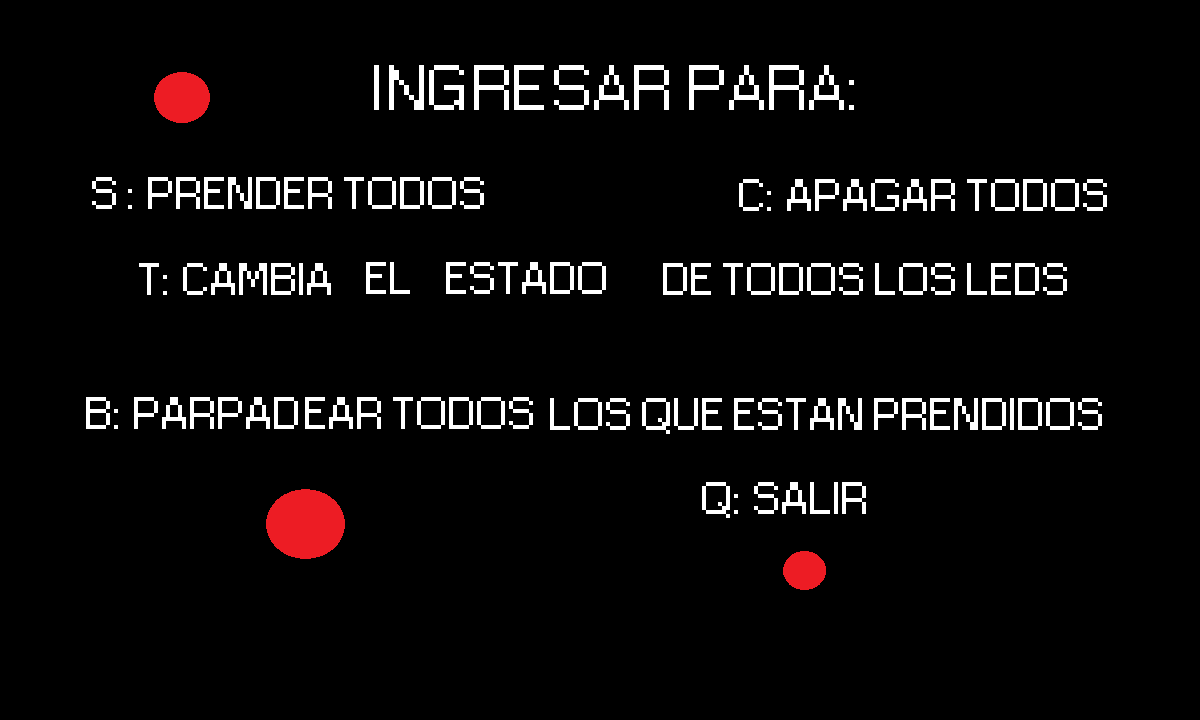 INGRESAR PARA:
S : PRENDER TODOS C: APAGAR TODOS
T: CAMBIA EL ESTADO DE TODOS LOS LEDS
B: PARPADEAR TODOS LOS QUE ESTAN PRENDIDOS
Q: SALIR